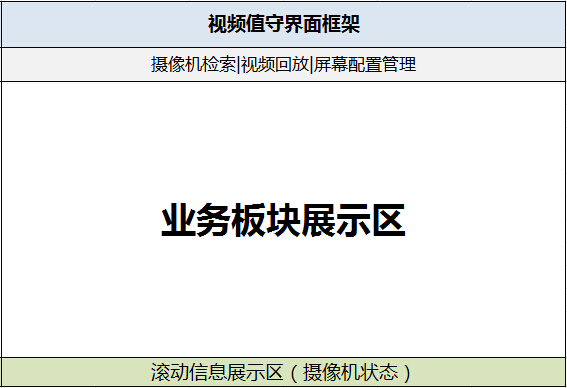 视频值守界面框架
摄像机检索|视频回放|屏幕配置管理
业务板块展示区
滚动信息展示区（摄像机状态）